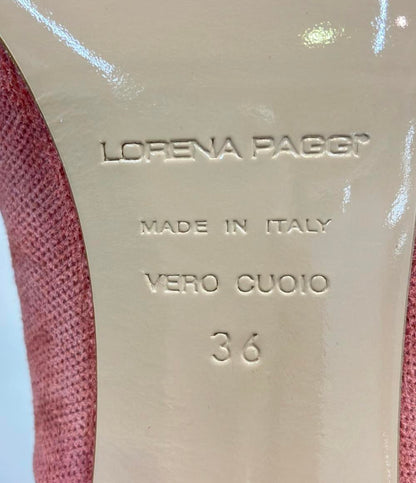 LORENA PAGGI
MADE IN ITALY
VERO CUOIO
36